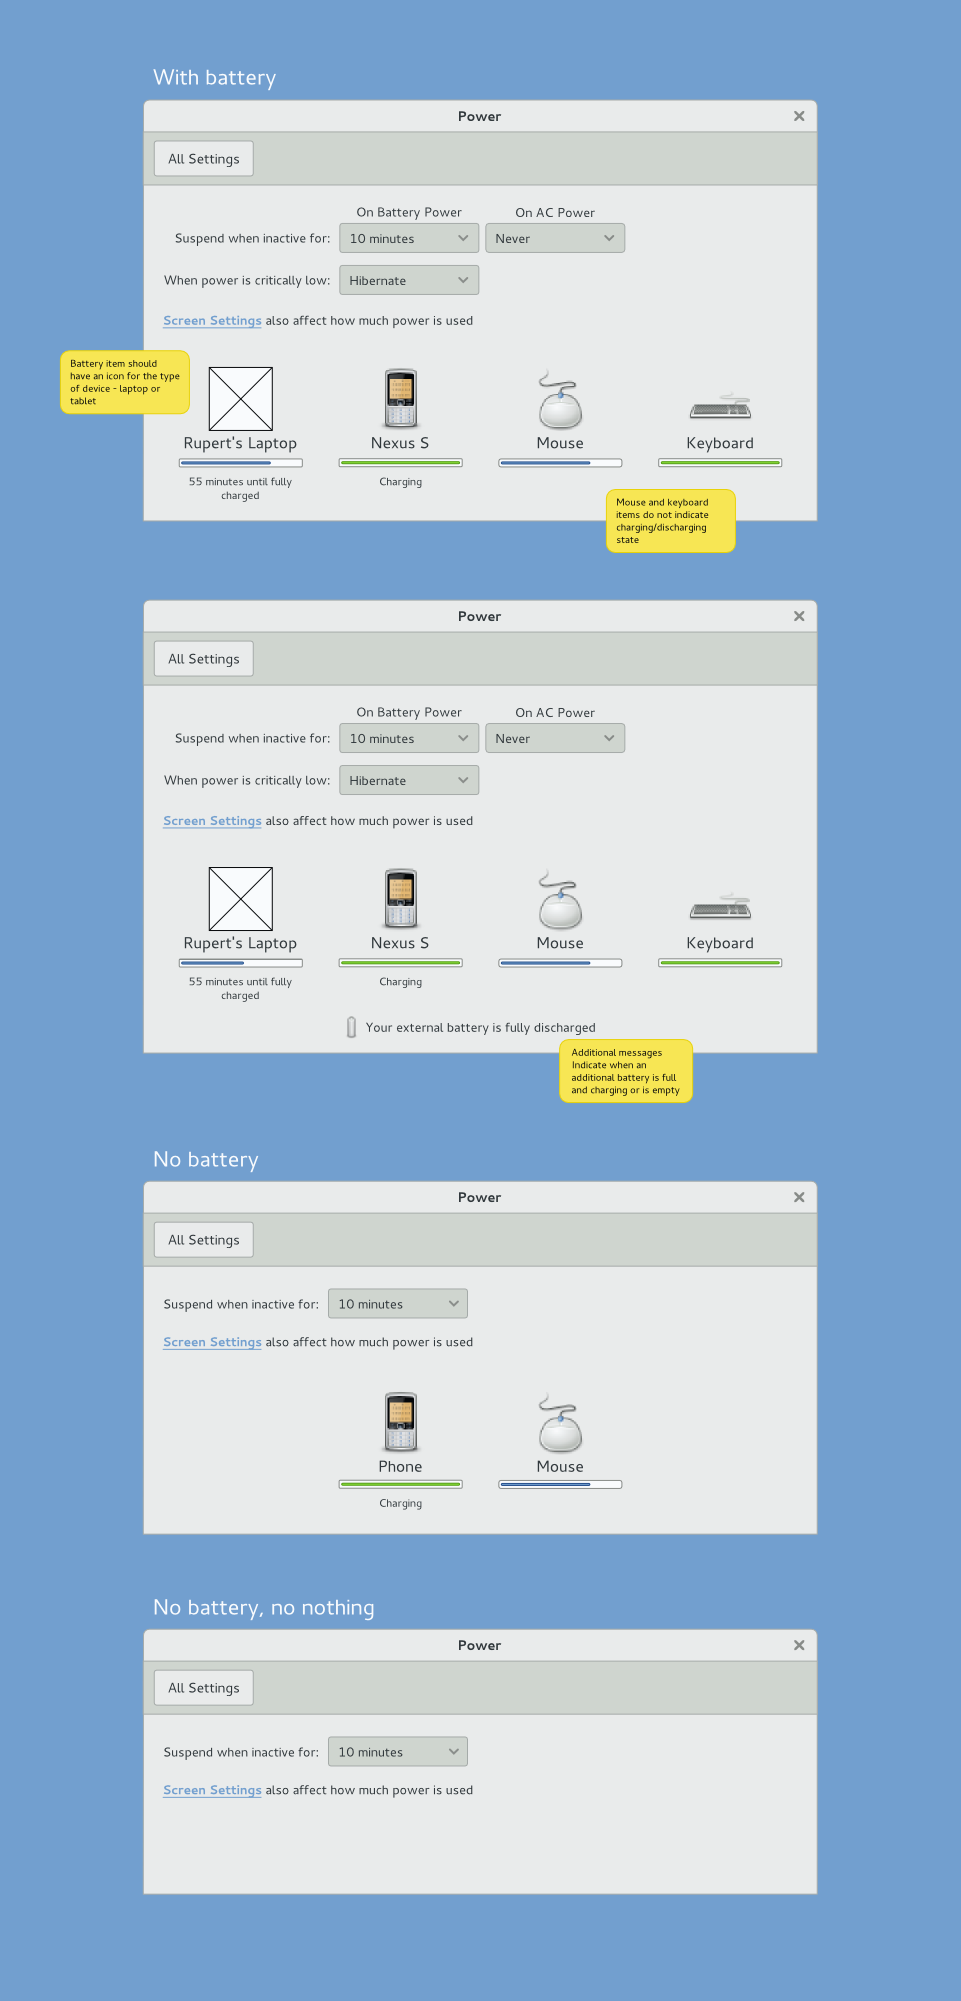 With battery
Power
All Settings
On Battery Power On AC Power
Suspend when inactive for: 10 minutes Never
When power is critically low: Hibernate
Screen Settings also affect how much power is used
Battery item should
have an icon for the type
of device - laptop or
tablet
Rupert's Laptop Nexus S Mouse Keyboard
55 minutes until fully
charged
Charging
Mouse and keyboard
items do not indicate
charging/discharging
state
Power
All Settings
On Battery Power On AC Power
Suspend when inactive for: 10 minutes Never
When power is critically low: Hibernate
Screen Settings also affect how much power is used
Rupert's Laptop Nexus S Mouse Keyboard
55 minutes until fully
charged
Charging
Your external battery is fully discharged
Additional messages
Indicate when an
additional battery is full
and charging or is empty
No battery
Power
All Settings
Suspend when inactive for: 10 minutes
Screen Settings also affect how much power is used
Phone Mouse
Charging
No battery, no nothing
Power
All Settings
Suspend when inactive for: 10 minutes
Screen Settings also affect how much power is used